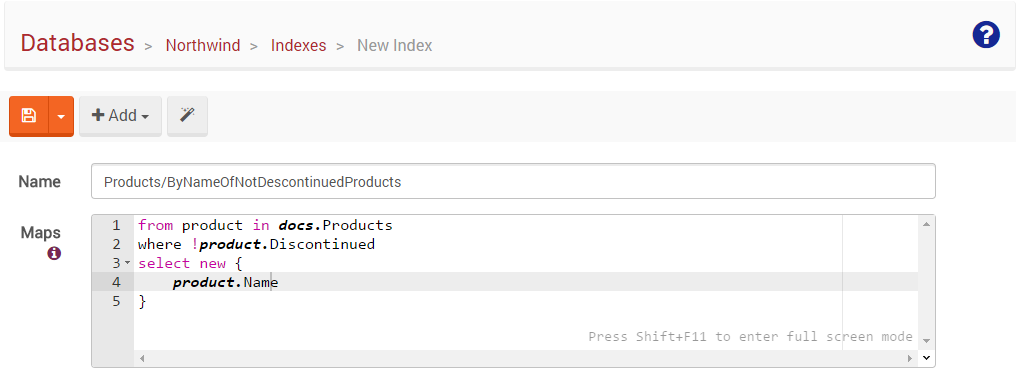 Databases > Northwind > Indexes > New Index
?
+ Add
Name Products/ByNameOfNotDescontinuedProducts
Maps
i
1 from product in docs.Products
2 where !product.Discontinued
3 select new {
4     product.Name
5 }
Press Shift+F11 to enter full screen mode